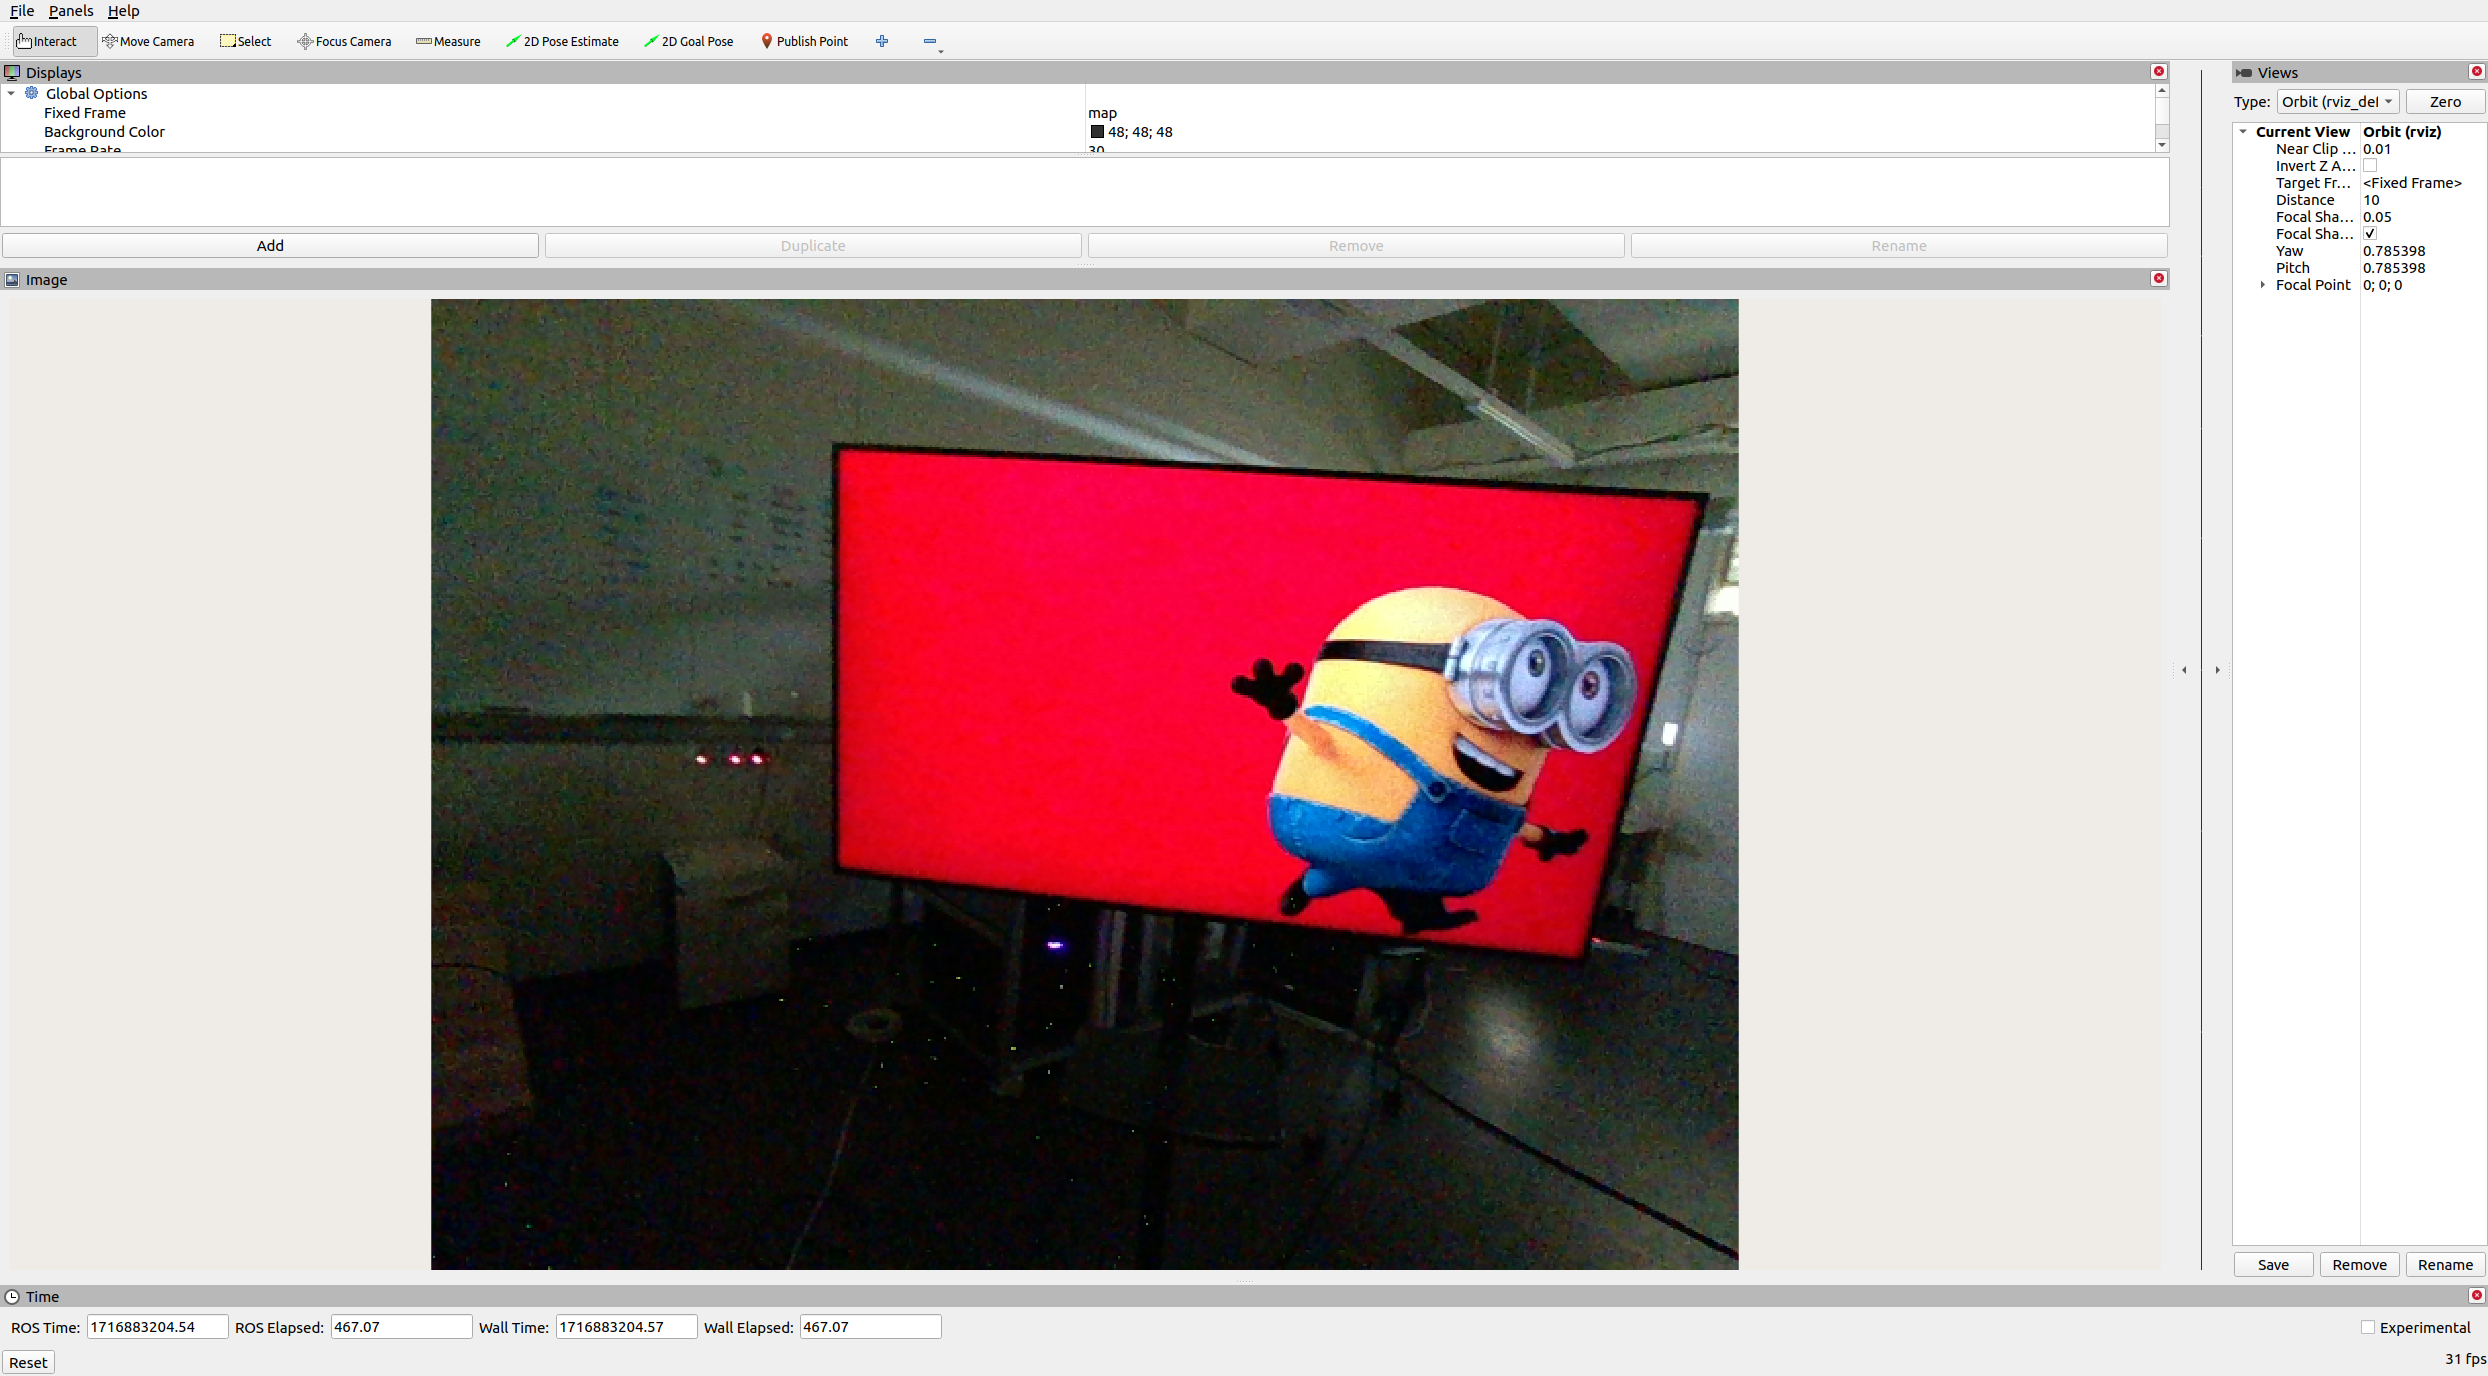 File Panels Help
Interact Move Camera Select Focus Camera Measure 2D Pose Estimate 2D Goal Pose Publish Point
Displays
Global Options
Fixed Frame map
Background Color 48; 48; 48
Frame Rate 30
Add Duplicate Remove Rename
Image
Views
Type: Orbit (rviz_def Zero
Current View Orbit (rviz)
Near Clip ... 0.01
Invert Z A...
Target Fr... <Fixed Frame>
Distance 10
Focal Sha... 0.05
Focal Sha...
Yaw 0.785398
Pitch 0.785398
Focal Point 0; 0; 0
Save Remove Rename
Time
ROS Time: 1716883204.54 ROS Elapsed: 467.07 Wall Time: 1716883204.57 Wall Elapsed: 467.07 Experimental
Reset 31 fps